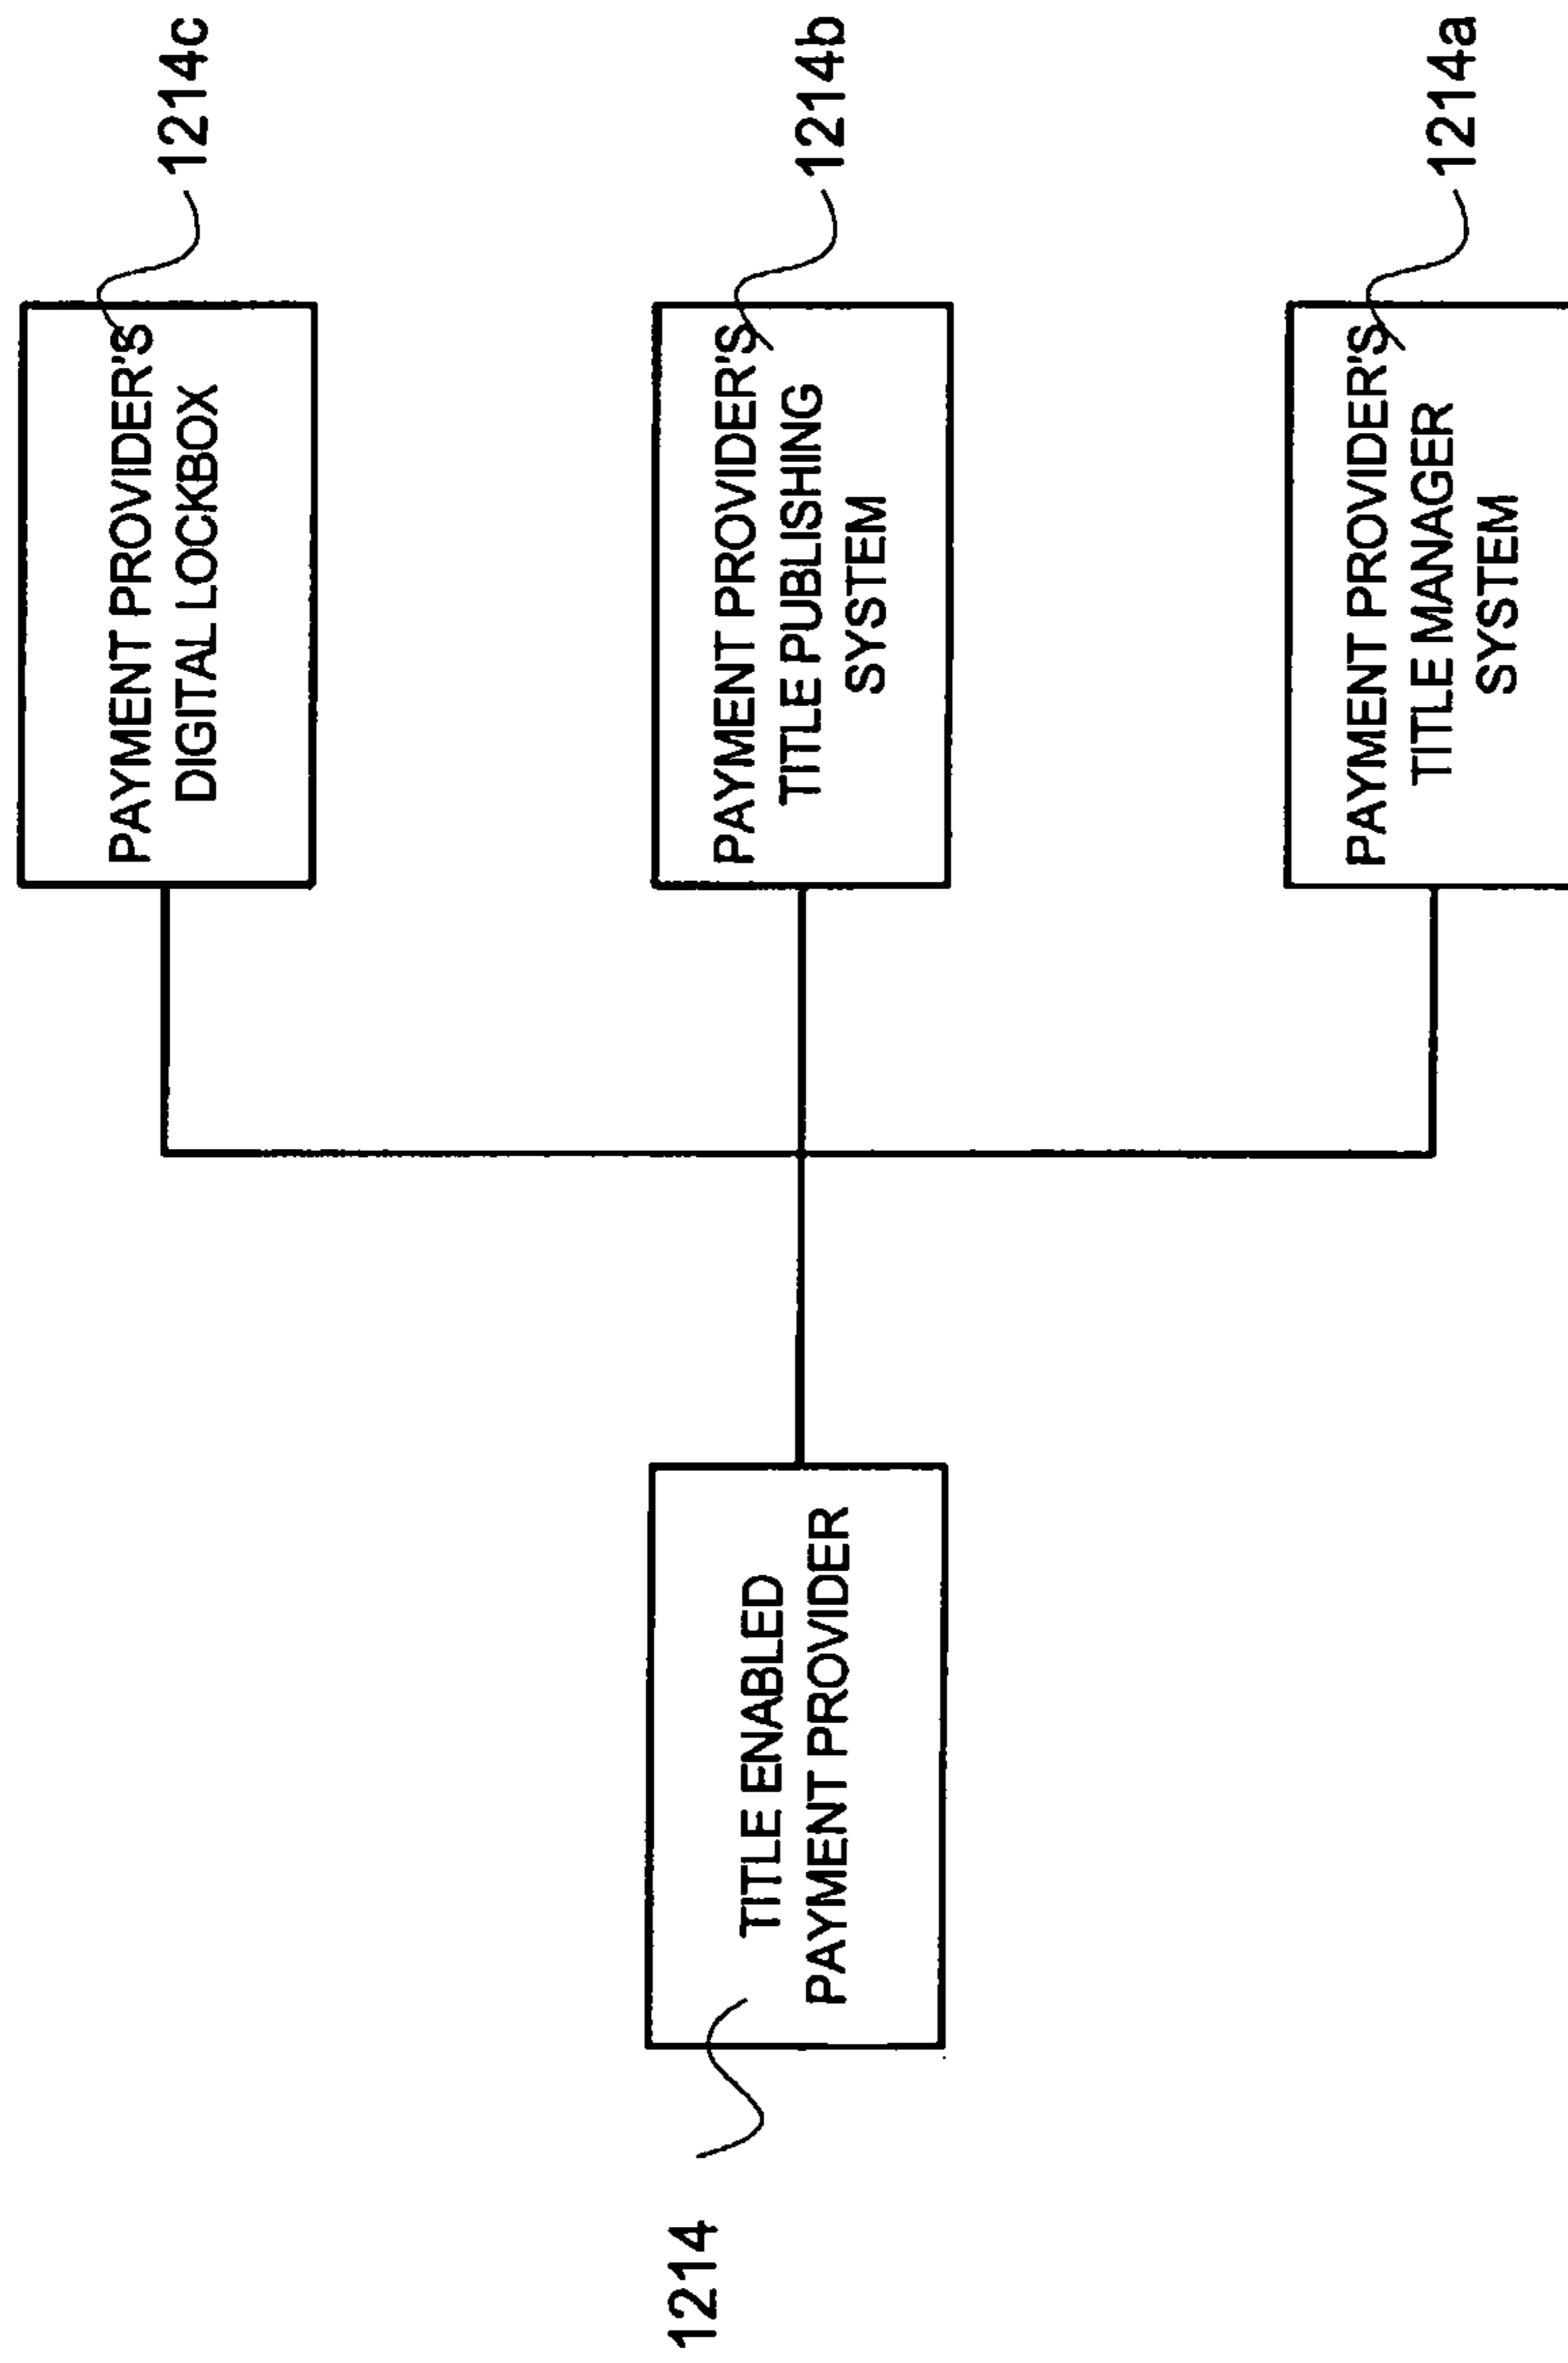 1214c
PAYMENT PROVIDER'S
DIGITAL LOCKBOX
1214b
PAYMENT PROVIDER'S
TITLE PUBLISHING
SYSTEM
1214a
PAYMENT PROVIDER'S
TITLE MANAGER
SYSTEM
TITLE ENABLED
PAYMENT PROVIDER
1214